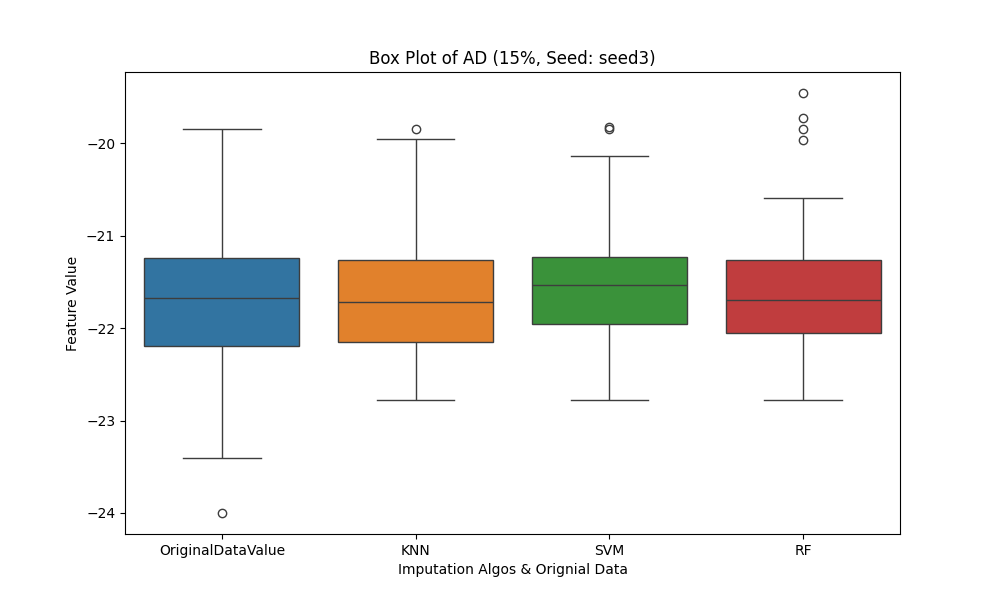 Box Plot of AD (15%, Seed: seed3)
Feature Value
−20
−21
−22
−23
−24
OriginalDataValue
KNN
SVM
RF
Imputation Algos & Orignial Data